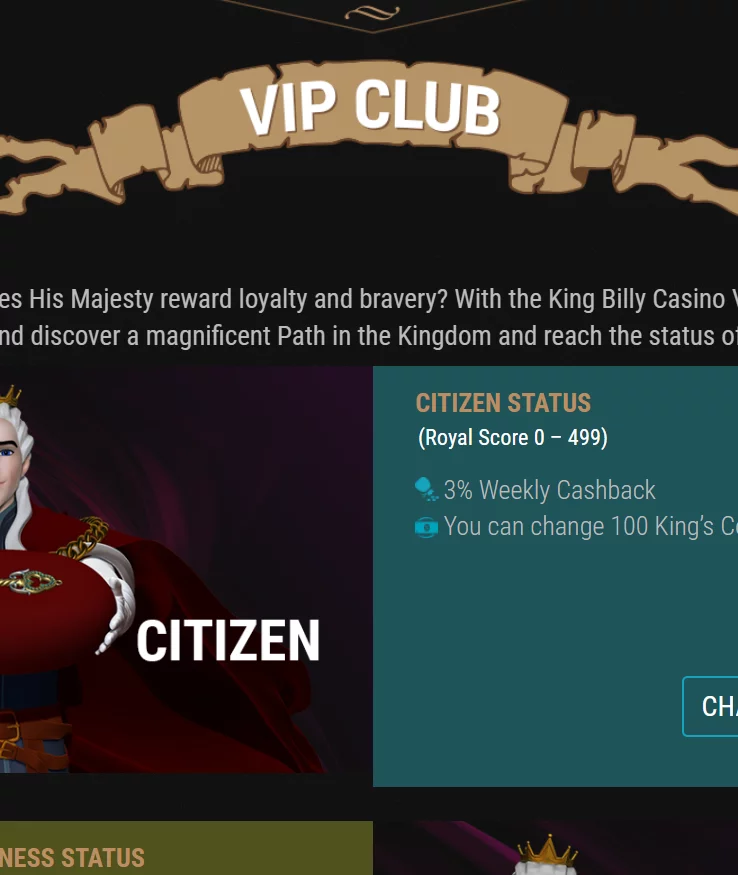 VIP CLUB
es His Majesty reward loyalty and bravery? With the King Billy Casino V
nd discover a magnificent Path in the Kingdom and reach the status of
CITIZEN STATUS
(Royal Score 0 – 499)
3% Weekly Cashback
You can change 100 King's Co
CITIZEN
CHA
NESS STATUS